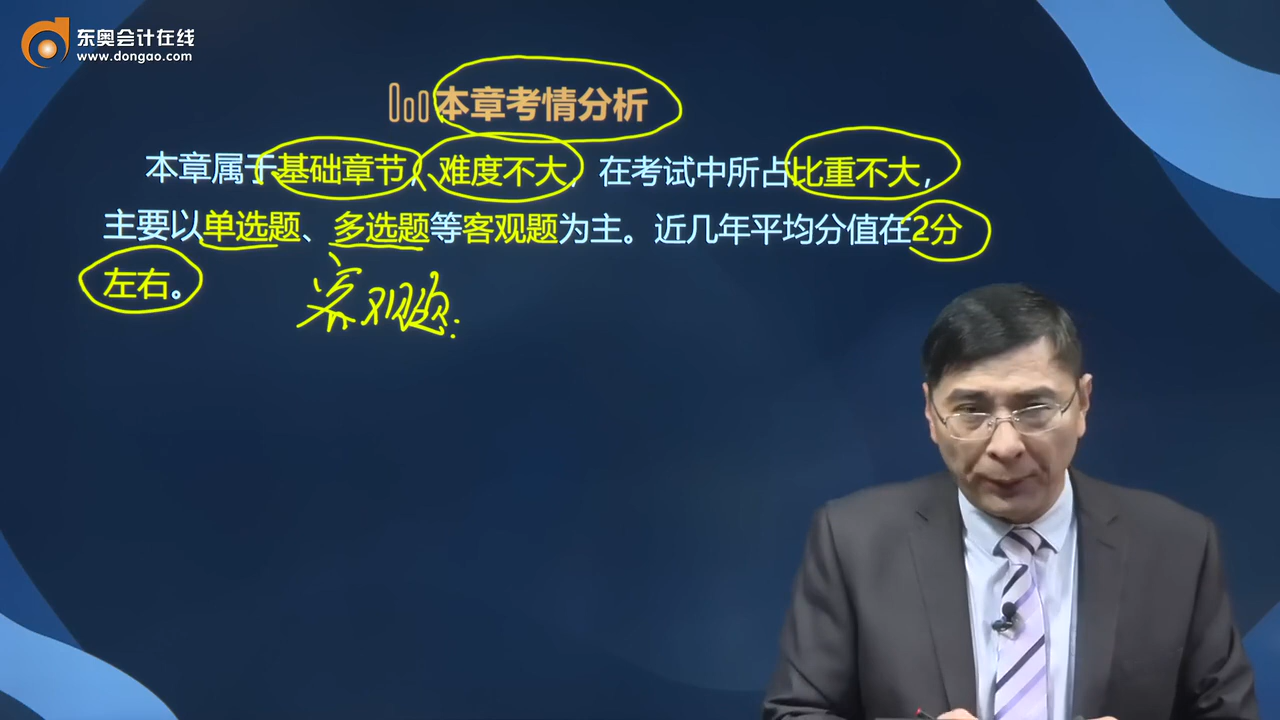 东奥会计在线
www.dongao.com
本章考情分析
本章属于基础章节，难度不大，在考试中所占比重不大，
主要以单选题、多选题等客观题为主。近几年平均分值在2分
左右。
客观题：